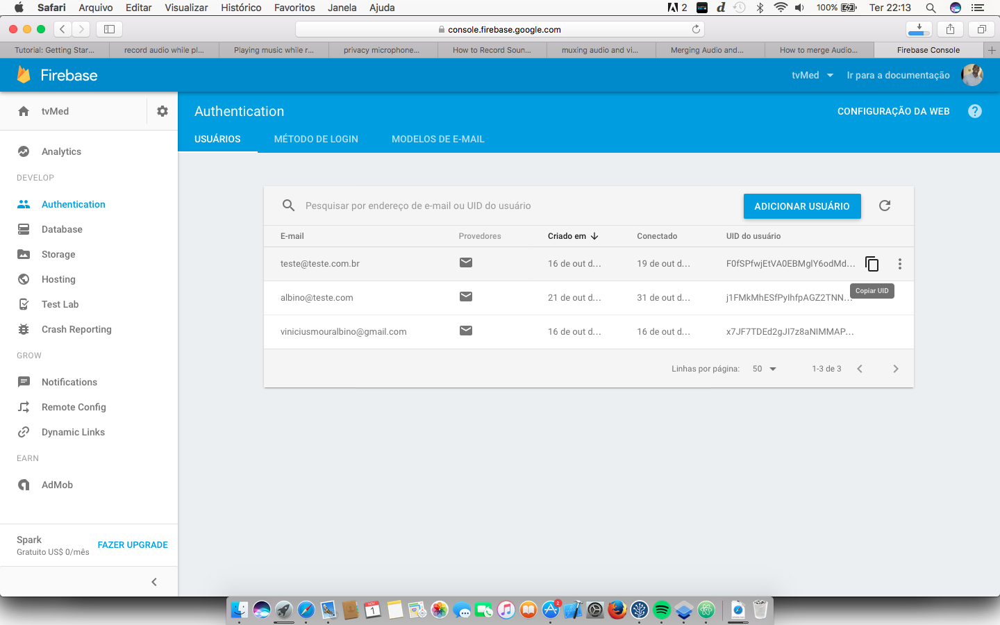 Safari Arquivo Editar Visualizar Histórico Favoritos Janela Ajuda 2 100% Ter 22:13
console.firebase.google.com
Tutorial: Getting Star... record audio while pl... Playing music while r... privacy microphone... How to Record Soun... muxing audio and vi... Merging Audio and... How to merge Audio... Firebase Console
Firebase tvMed Ir para a documentação
tvMed
Authentication CONFIGURAÇÃO DA WEB
USUÁRIOS MÉTODO DE LOGIN MODELOS DE E-MAIL
Analytics
DEVELOP
Authentication
Database
Storage
Hosting
Test Lab
Crash Reporting
GROW
Notifications
Remote Config
Dynamic Links
EARN
AdMob
Spark
Gratuito US$ 0/mês
FAZER UPGRADE
Pesquisar por endereço de e-mail ou UID do usuário ADICIONAR USUÁRIO
E-mail Provedores Criado em Conectado UID do usuário
teste@teste.com.br 16 de out d... 19 de out d... F0fSPfwjEtVA0EBMglY6odMd...
Copiar UID
albino@teste.com 21 de out d... 31 de out d... j1FMkMhESfPyIhfpAGZ2TNN...
viniciusmouralbino@gmail.com 16 de out d... 16 de out d... x7JF7TDEd2gJI7z8aNIMMAP...
Linhas por página: 50 1-3 de 3
NOV
1
2